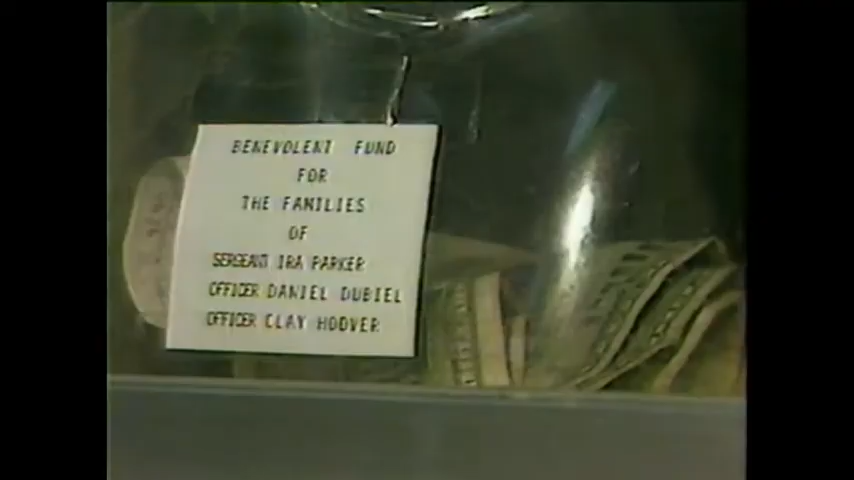 BENEVOLENT FUND
FOR
THE FAMILIES
OF
SERGEANT IRA PARKER
OFFICER DANIEL DUBIEL
OFFICER CLAY HOOVER